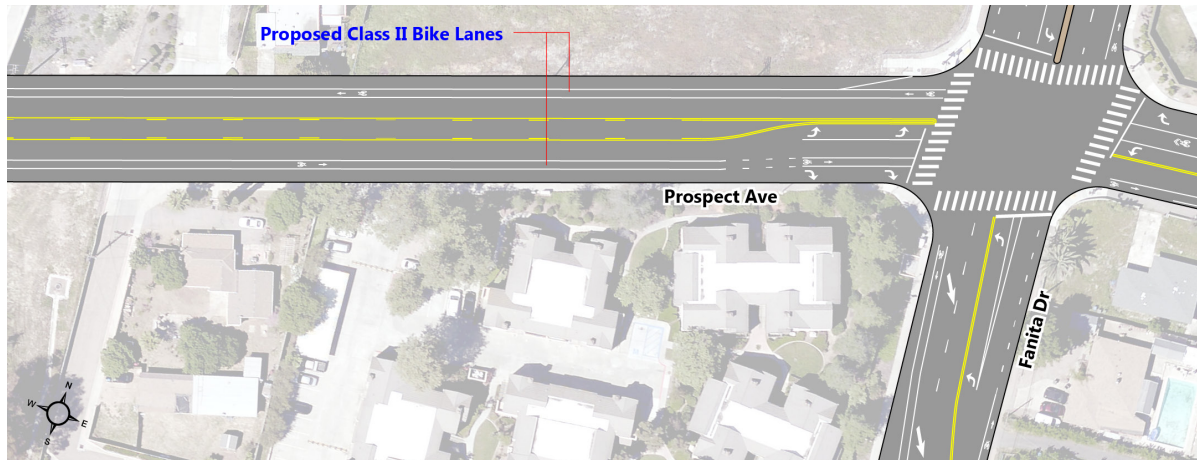 Proposed Class II Bike Lanes
Prospect Ave
Fanita Dr
N
W
E
S